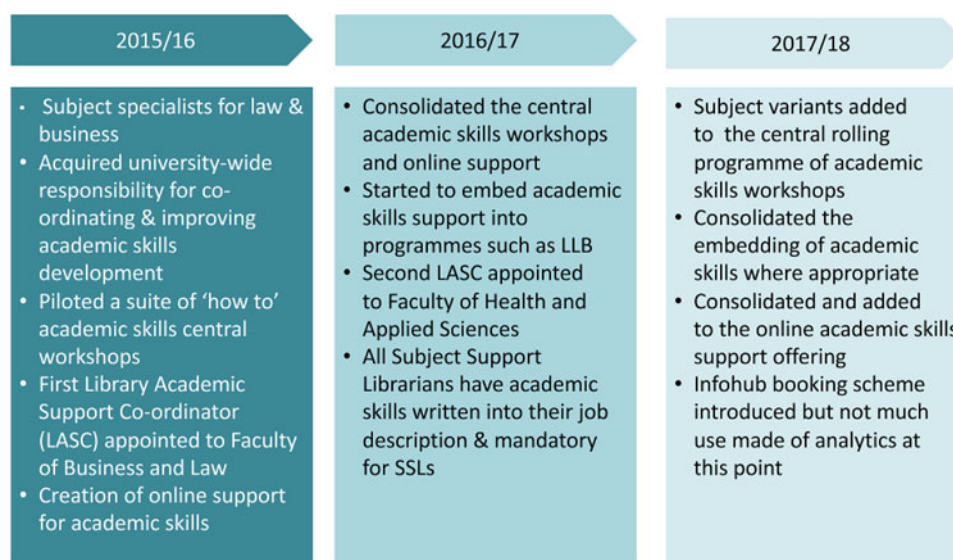 2015/16
• Subject specialists for law &
business
• Acquired university-wide
responsibility for co-
ordinating & improving
academic skills
development
• Piloted a suite of ‘how to’
academic skills central
workshops
• First Library Academic
Support Co-ordinator
(LASC) appointed to Faculty
of Business and Law
• Creation of online support
for academic skills
2016/17
• Consolidated the central
academic skills workshops
and online support
• Started to embed academic
skills support into
programmes such as LLB
• Second LASC appointed
to Faculty of Health and
Applied Sciences
• All Subject Support
Librarians have academic
skills written into their job
description & mandatory
for SSLs
2017/18
• Subject variants added
to the central rolling
programme of academic
skills workshops
• Consolidated the
embedding of academic
skills where appropriate
• Consolidated and added
to the online academic skills
support offering
• Infohub booking scheme
introduced but not much
use made of analytics at
this point